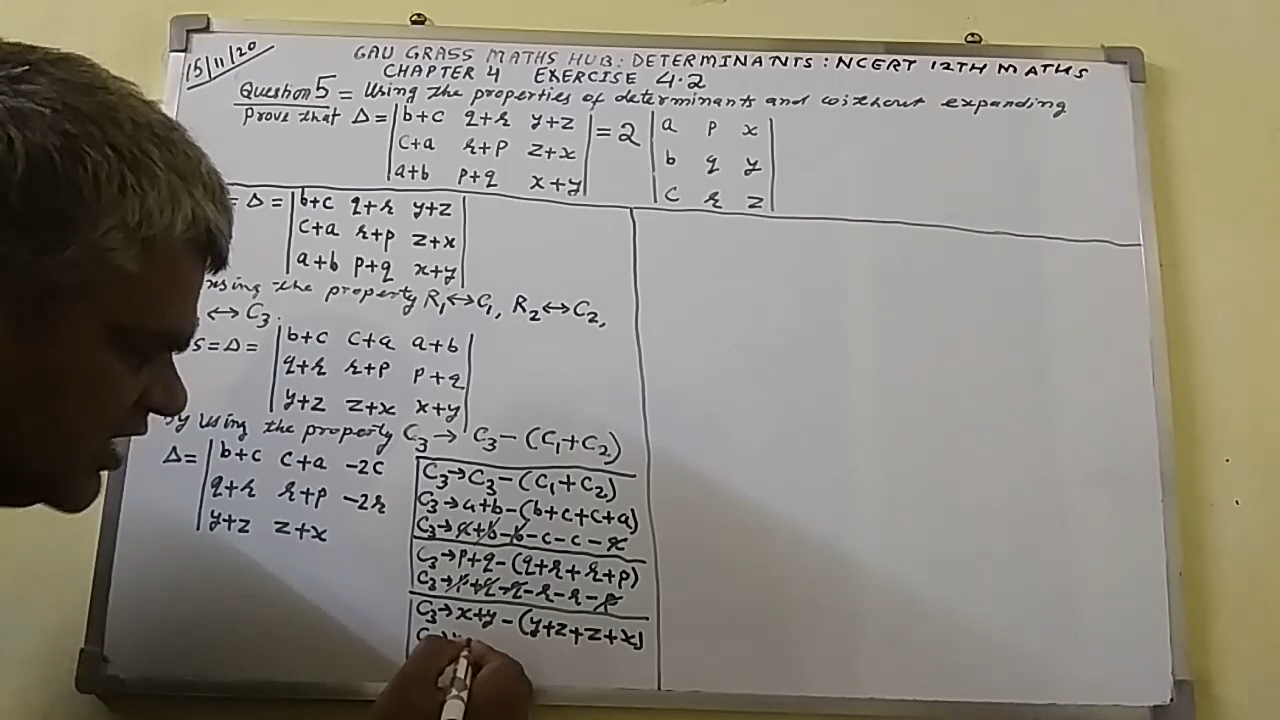 15/11/20
GAU GRASS MATHS HUB: DETERMINANTS: NCERT 12TH MATHS
CHAPTER 4 EXERCISE 4.2
Question 5 = Using the properties of determinants and without expanding
Prove that Δ = | b+c q+r y+z | = 2 | a p x |
| c+a r+p z+x | | b q y |
| a+b p+q x+y | | c r z |
= Δ = | b+c q+r y+z |
| c+a r+p z+x |
| a+b p+q x+y |
using the property R₁↔C₁, R₂↔C₂,
↔ C₃.
S = Δ = | b+c c+a a+b |
| q+r r+p p+q |
| y+z z+x x+y |
By using the property C₃→ C₃-(C₁+C₂)
Δ = | b+c c+a -2c
| q+r r+p -2r
| y+z z+x
C₃→C₃-(C₁+C₂)
C₃→a+b-(b+c+c+a)
C₃→a+b-b-c-c-a
C₃→p+q-(q+r+r+p)
C₃→p+q-q-r-r-p
C₃→x+y-(y+z+z+x)